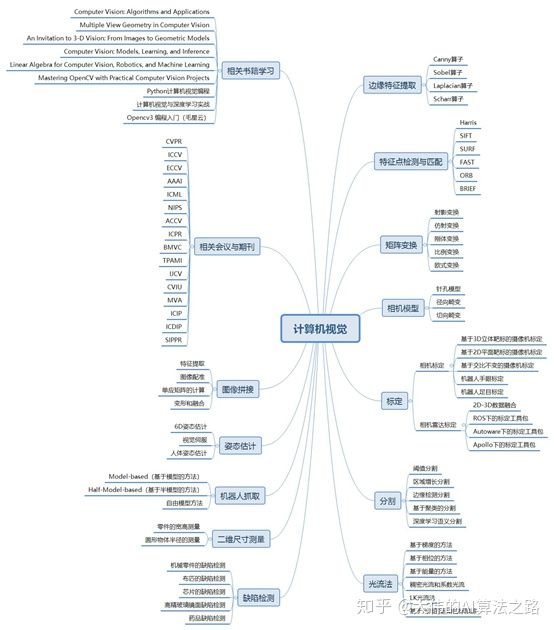 Computer Vision: Algorithms and Applications
Multiple View Geometry in Computer Vision
An Invitation to 3-D Vision: From Images to Geometric Models
Computer Vision: Models, Learning, and Inference
Linear Algebra for Computer Vision, Robotics, and Machine Learning
Mastering OpenCV with Practical Computer Vision Projects
Python计算机视觉编程
计算机视觉与深度学习实战
Opencv3 编程入门（毛星云）
相关书籍学习
CVPR
ICCV
ECCV
AAAI
ICML
NIPS
ACCV
ICPR
BMVC
TPAMI
IJCV
CVIU
MVA
ICIP
ICDIP
SIPPR
相关会议与期刊
特征提取
图像配准
单应矩阵的计算
变形和融合
图像拼接
6D姿态估计
视觉伺服
人体姿态估计
姿态估计
Model-based（基于模型的方法）
Half-Model-based（基于半模型的方法）
自由模型方法
机器人抓取
零件的宽高测量
圆形物体半径的测量
二维尺寸测量
机械零件的缺陷检测
布匹的缺陷检测
芯片的缺陷检测
高精玻璃镜面缺陷检测
药品缺陷检测
缺陷检测
计算机视觉
边缘特征提取
Canny算子
Sobel算子
Laplacian算子
Scharr算子
特征点检测与匹配
Harris
SIFT
SURF
FAST
ORB
BRIEF
矩阵变换
射影变换
仿射变换
刚体变换
比例变换
欧式变换
相机模型
针孔模型
径向畸变
切向畸变
标定
相机标定
基于3D立体靶标的摄像机标定
基于2D平面靶标的摄像机标定
基于交比不变的摄像机标定
机器人手眼标定
机器人足目标定
相机雷达标定
2D-3D数据融合
ROS下的标定工具包
Autoware下的标定工具包
Apollo下的标定工具包
分割
阈值分割
区域增长分割
边缘检测分割
基于聚类的分割
深度学习语义分割
光流法
基于梯度的方法
基于相位的方法
基于能量的方法
稠密光流和系数光流
LK光流法
知乎
的AI算法之路